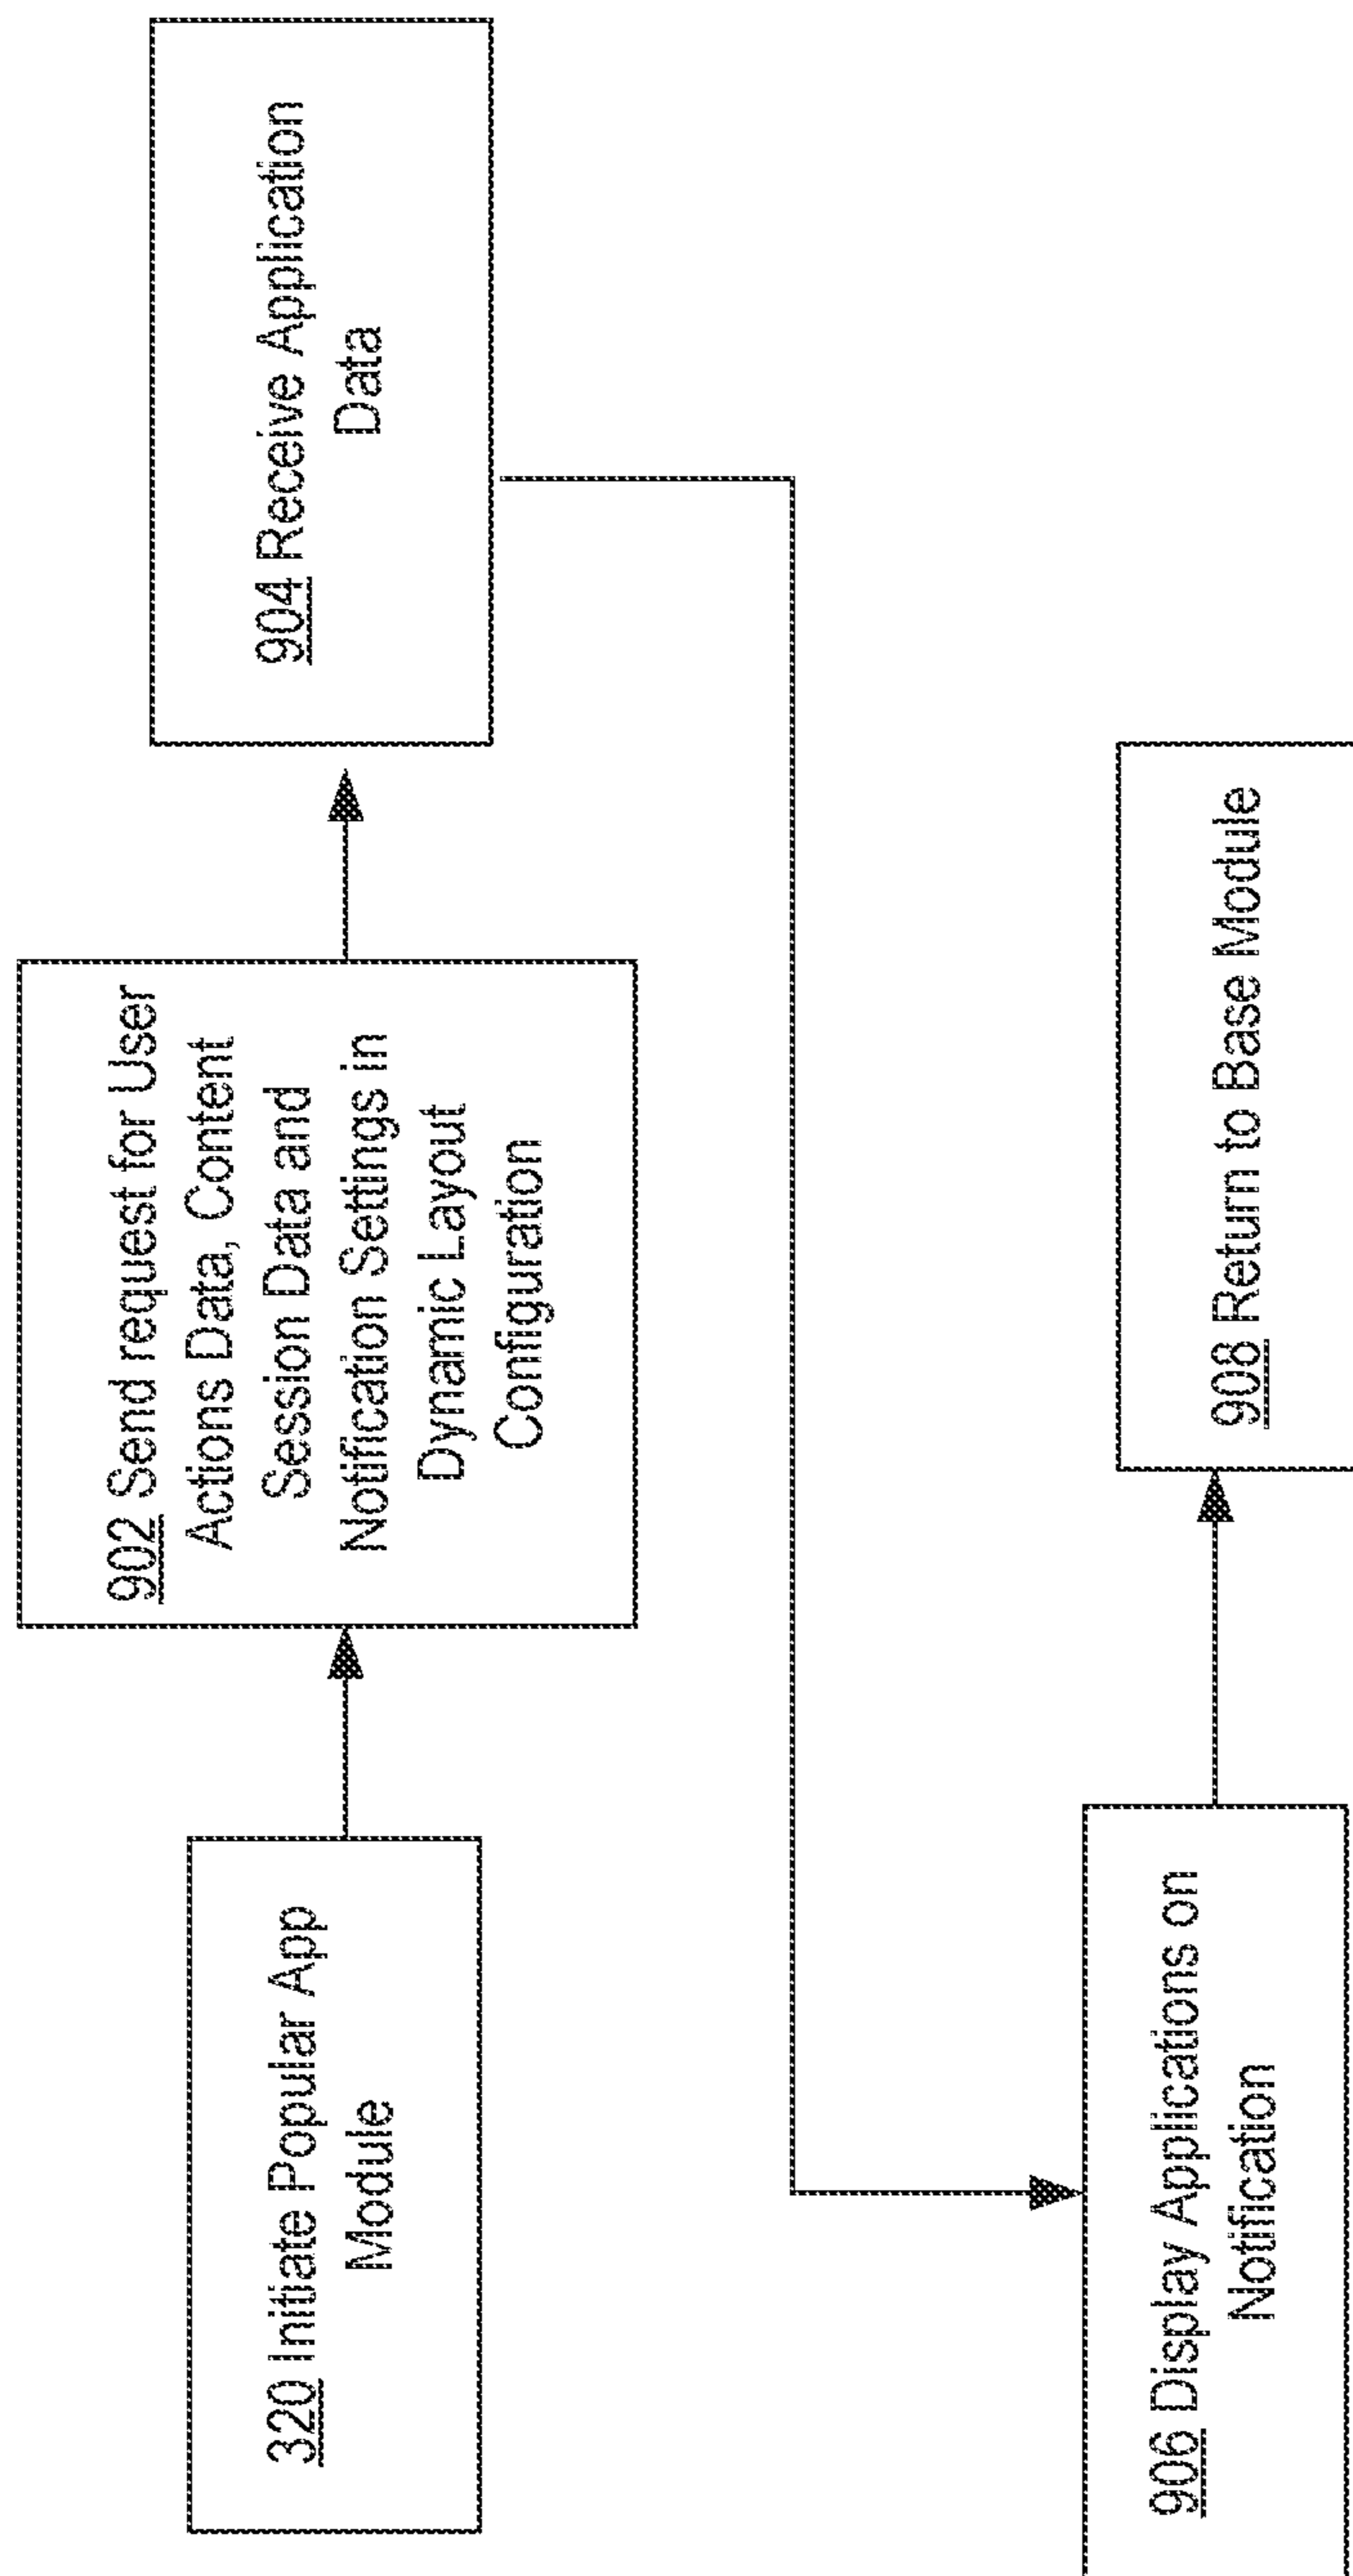 320 Initiate Popular App
Module
902 Send request for User
Actions Data, Content
Session Data and
Notification Settings in
Dynamic Layout
Configuration
904 Receive Application
Data
906 Display Applications on
Notification
908 Return to Base Module